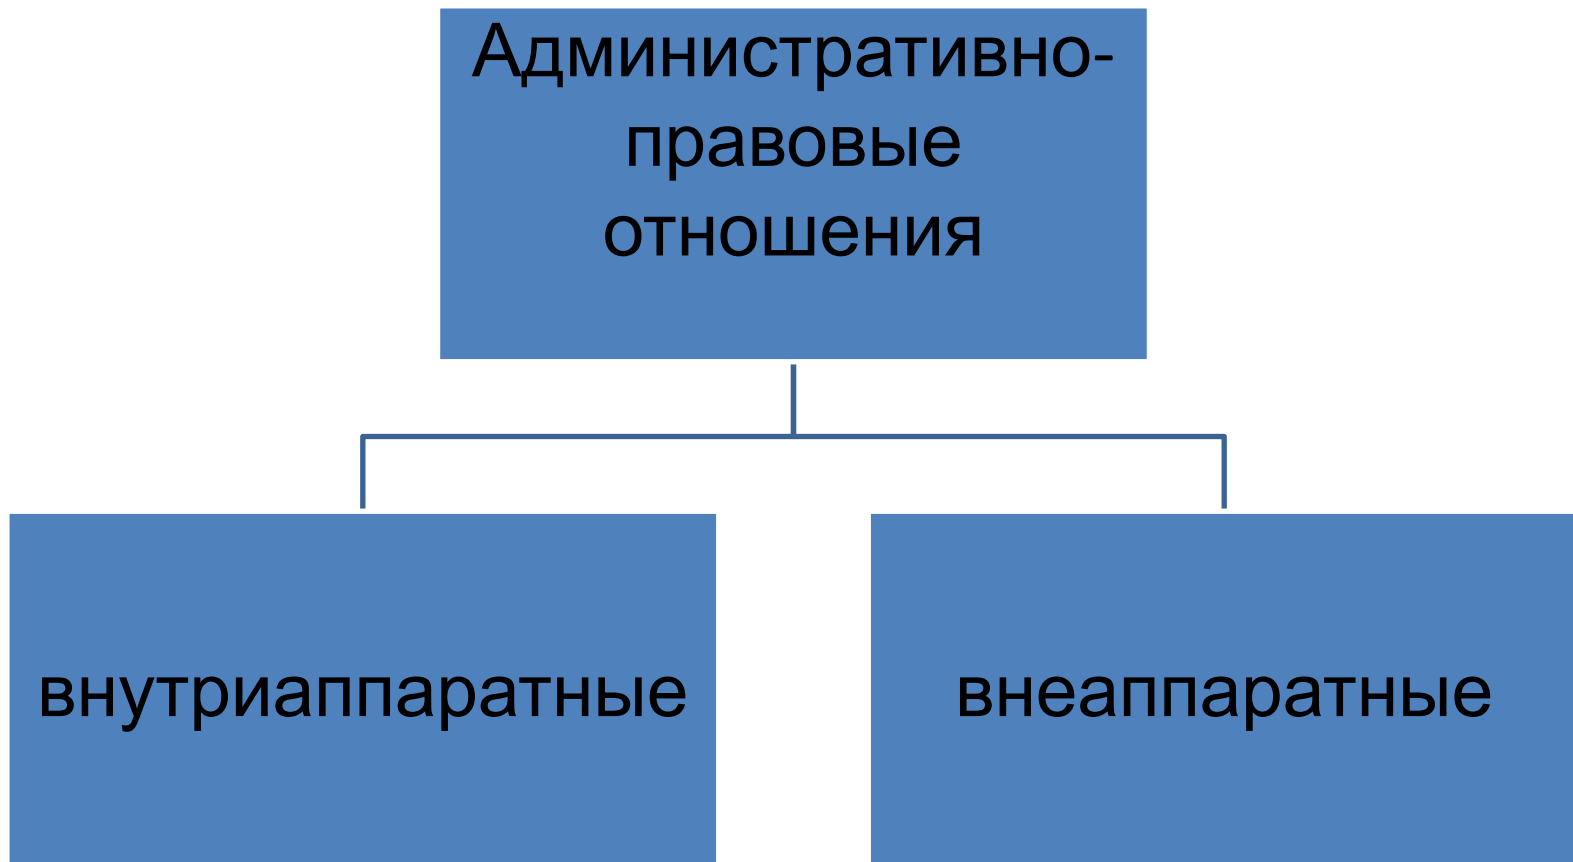 Административно-
правовые
отношения
внутриаппаратные
внеаппаратные